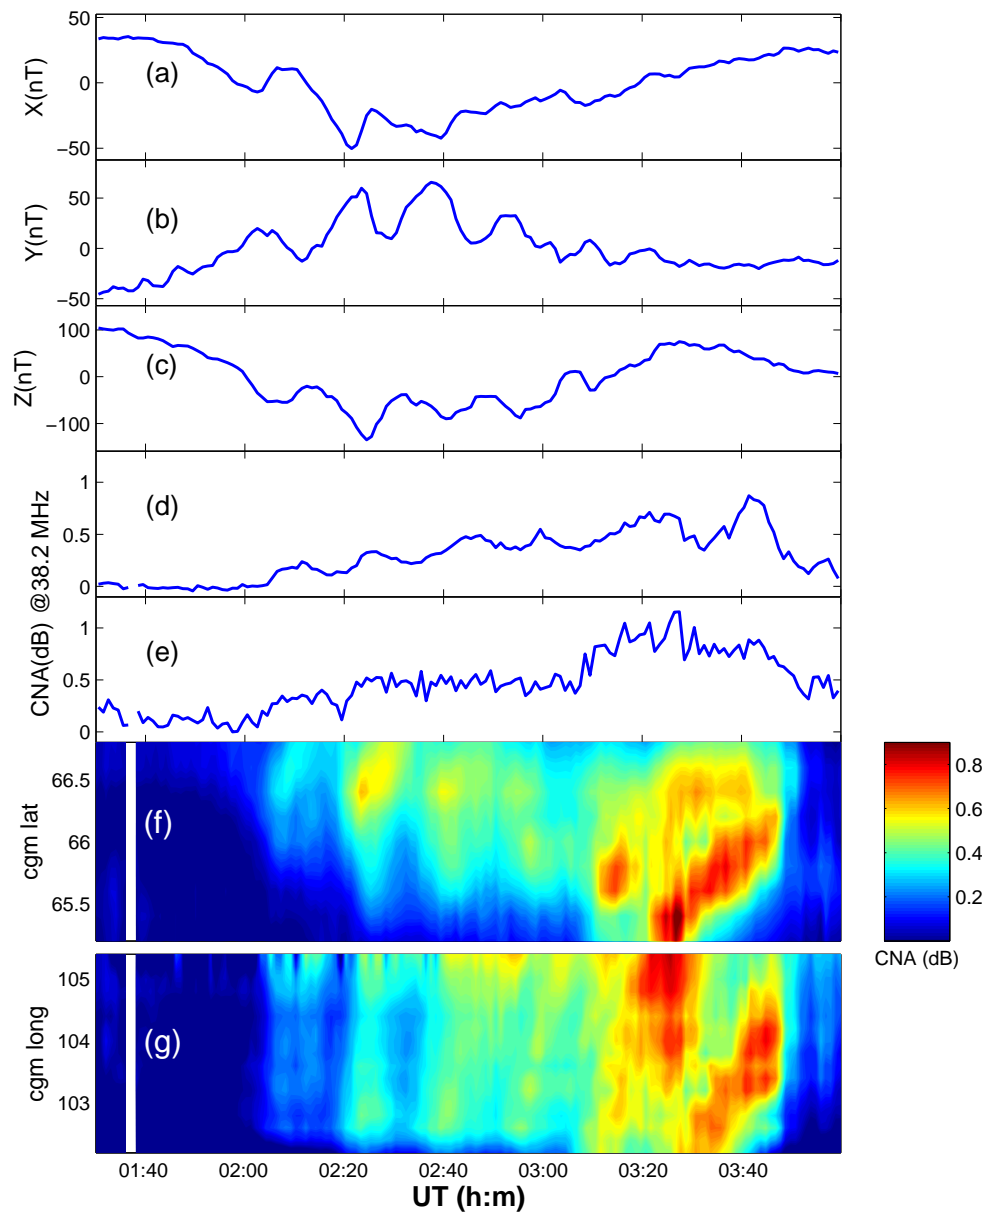 50
0
−50
X(nT)
(a)
50
0
−50
Y(nT)
(b)
100
0
−100
Z(nT)
(c)
1
0.5
0
(d)
CNA(dB) @38.2 MHz
1
0.5
0
(e)
66.5
66
65.5
cgm lat
(f)
0.8
0.6
0.4
0.2
CNA (dB)
105
104
103
cgm long
(g)
01:40 02:00 02:20 02:40 03:00 03:20 03:40
UT (h:m)